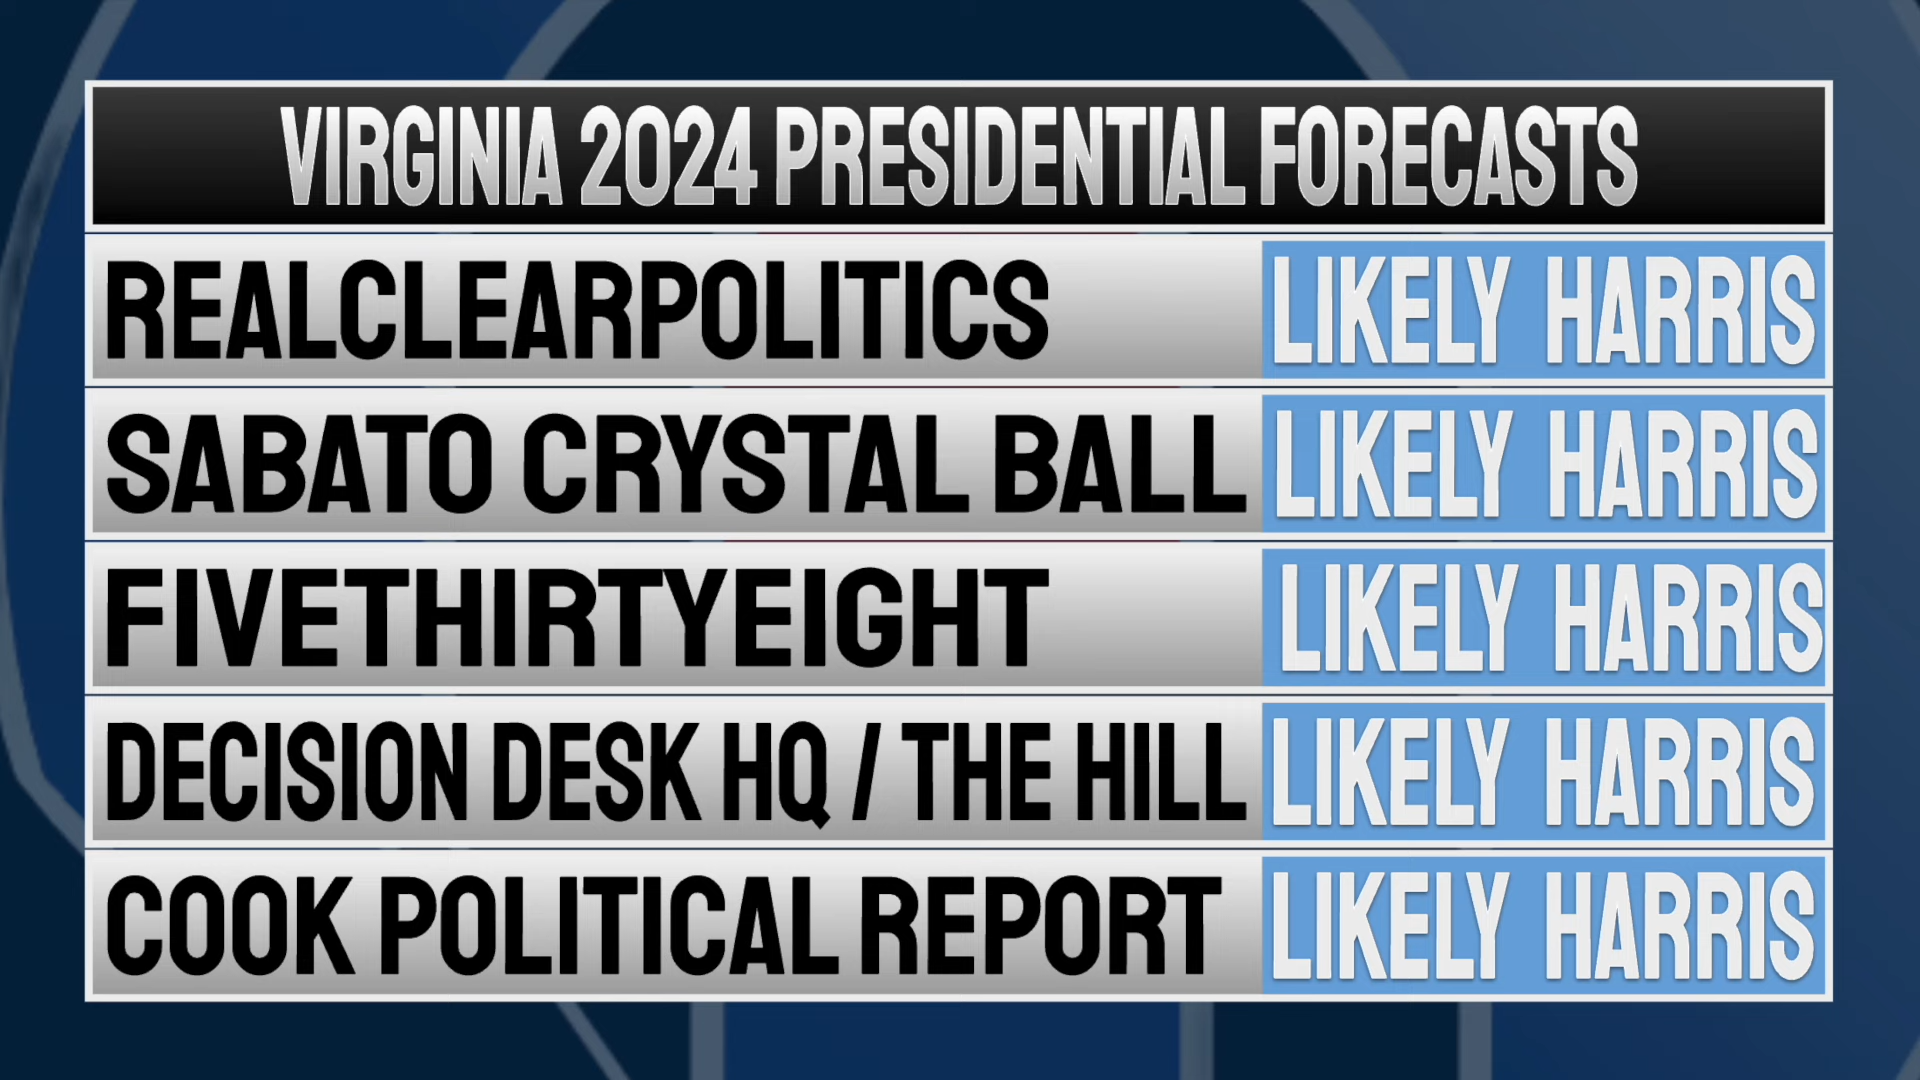 VIRGINIA 2024 PRESIDENTIAL FORECASTS
REALCLEARPOLITICS LIKELY HARRIS
SABATO CRYSTAL BALL LIKELY HARRIS
FIVETHIRTYEIGHT LIKELY HARRIS
DECISION DESK HQ / THE HILL LIKELY HARRIS
COOK POLITICAL REPORT LIKELY HARRIS